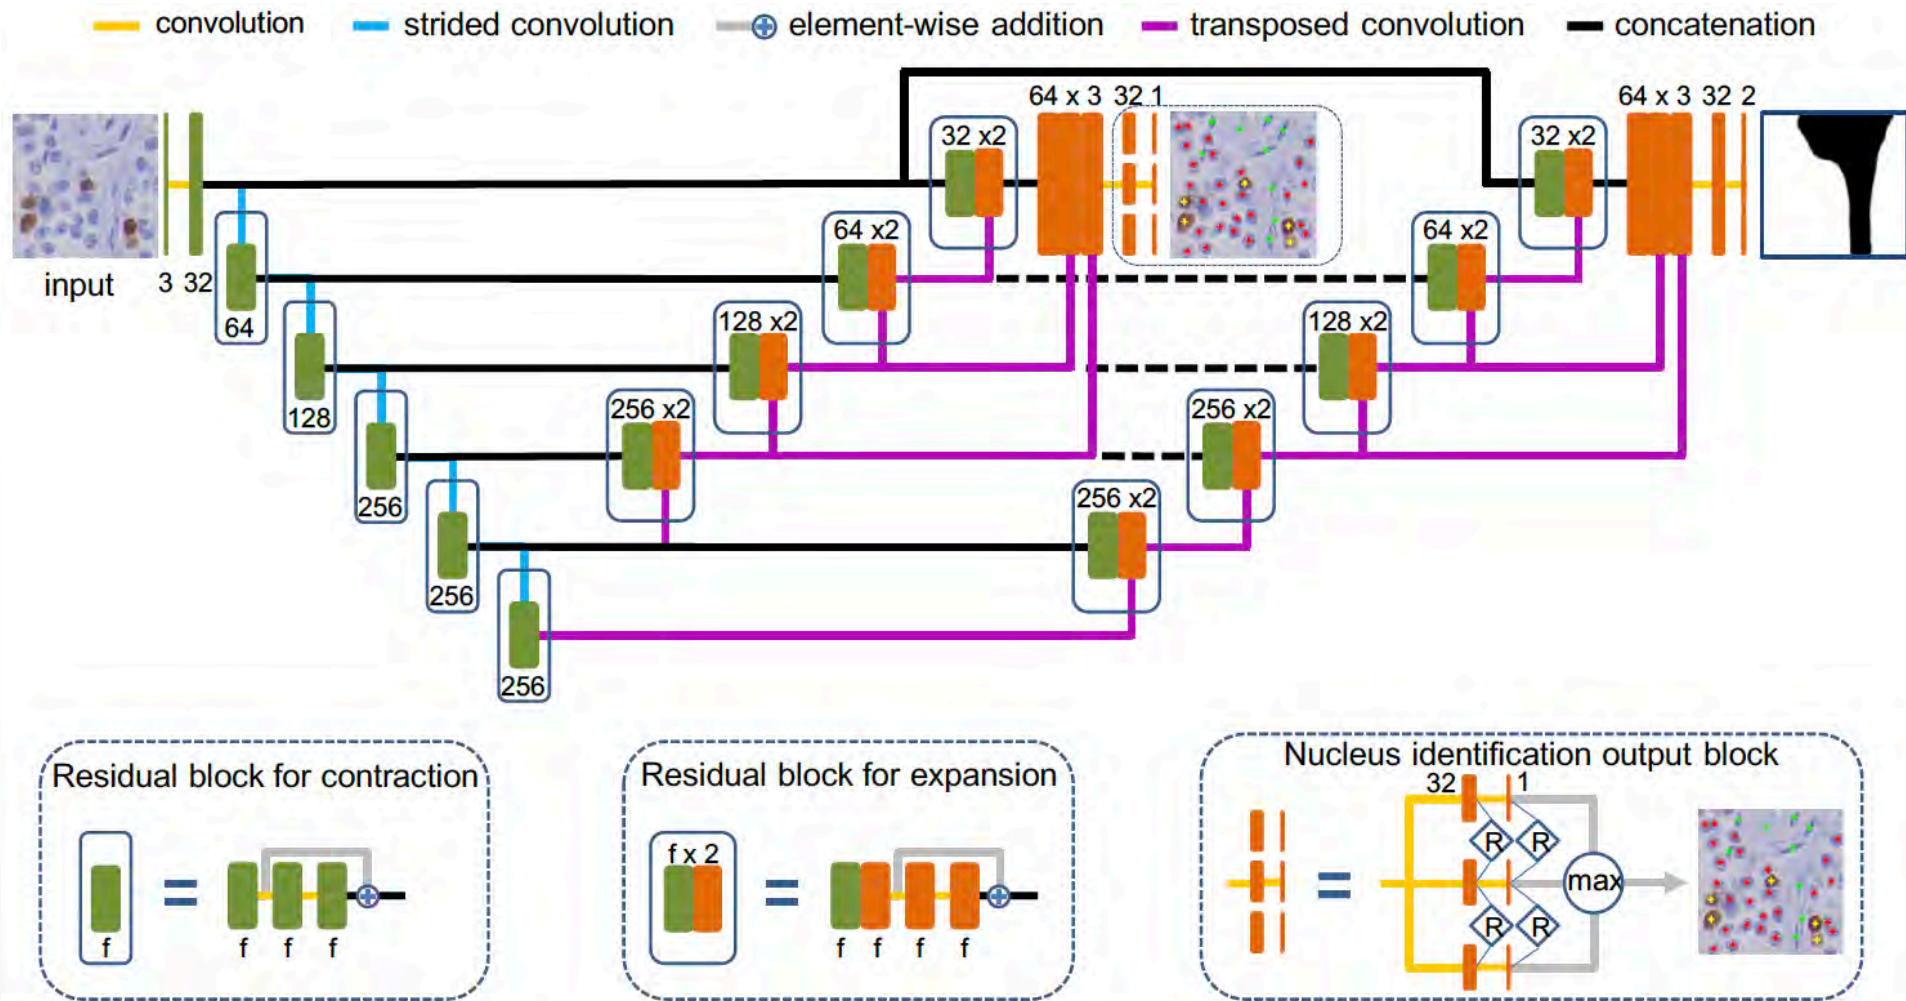 convolution strided convolution element-wise addition transposed convolution concatenation
64 x 3 32 1 64 x 3 32 2
32 x2 32 x2
64 x2 64 x2
input 3 32
64
128 x2 128 x2
128
256 x2 256 x2
256
256 x2
256
256
Residual block for contraction
f
f f f
Residual block for expansion
f x 2
f f f f
Nucleus identification output block
32 1
R R
max
R R